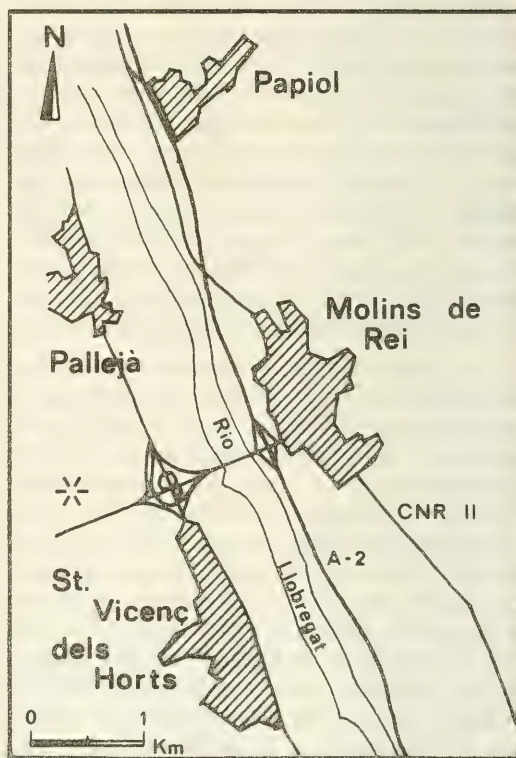 N
Papiol
Molins de
Rei
Pallejà
Rio
Llobregat
CNR II
A-2
St.
Vicenç
dels
Horts
0 1
Km